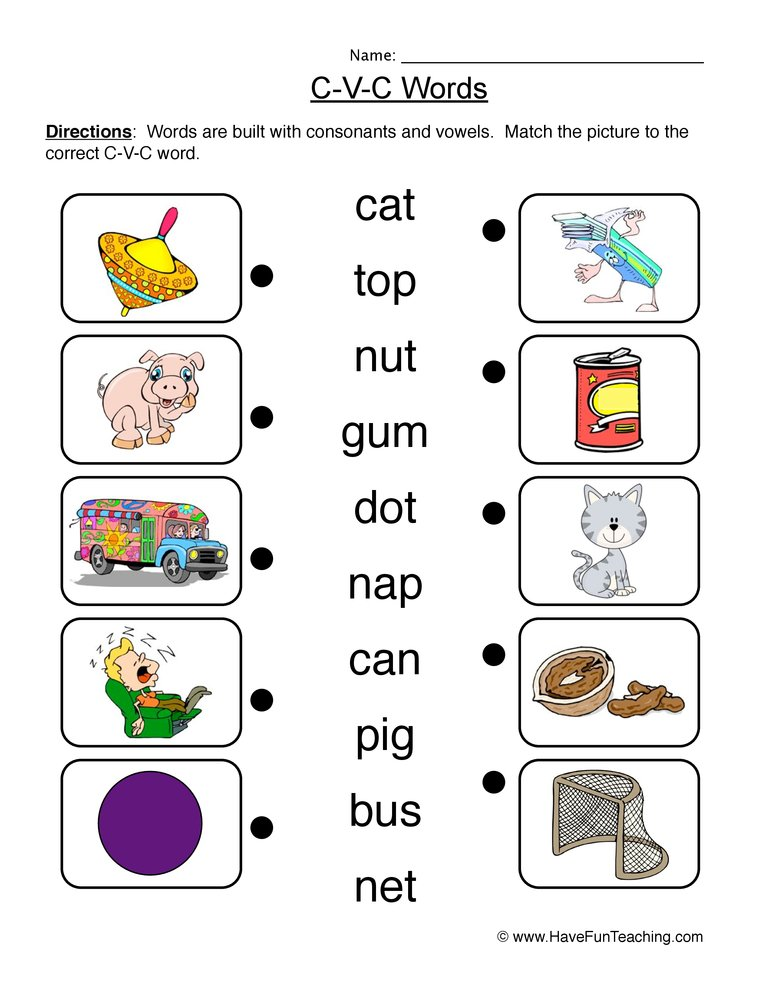 Name:
C-V-C Words
Directions:  Words are built with consonants and vowels.  Match the picture to the
correct C-V-C word.
cat
top
nut
gum
dot
nap
can
pig
bus
net
© www.HaveFunTeaching.com